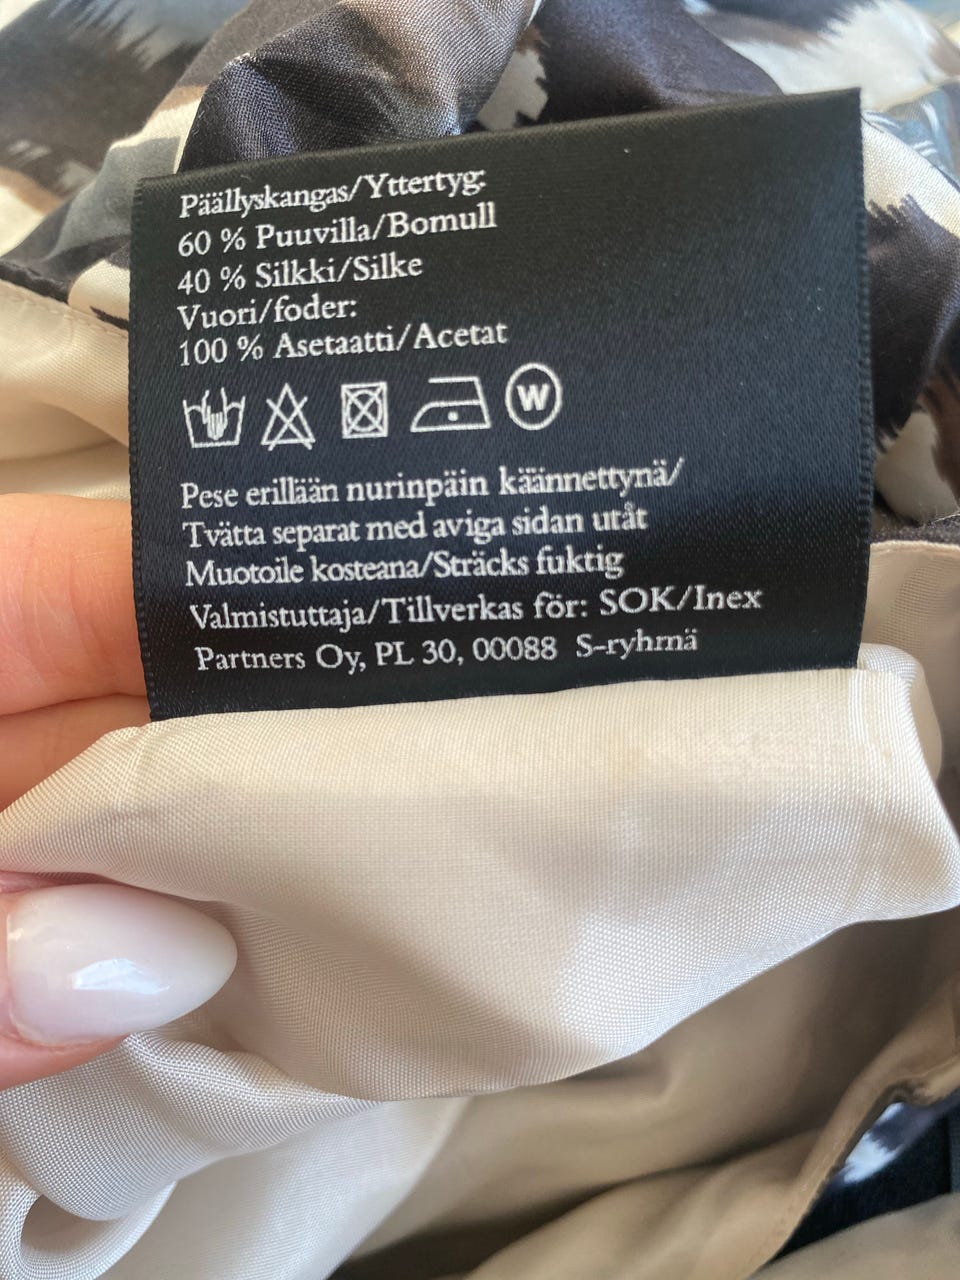 Päällyskangas/Yttertyg:
60 % Puuvilla/Bomull
40 % Silkki/Silke
Vuori/foder:
100 % Asetaatti/Acetat
W
Pese erillään nurinpäin käännettynä/
Tvätta separat med aviga sidan utåt
Muotoile kosteana/Sträcks fuktig
Valmistuttaja/Tillverkas för: SOK/Inex
Partners Oy, PL 30, 00088 S-ryhmä